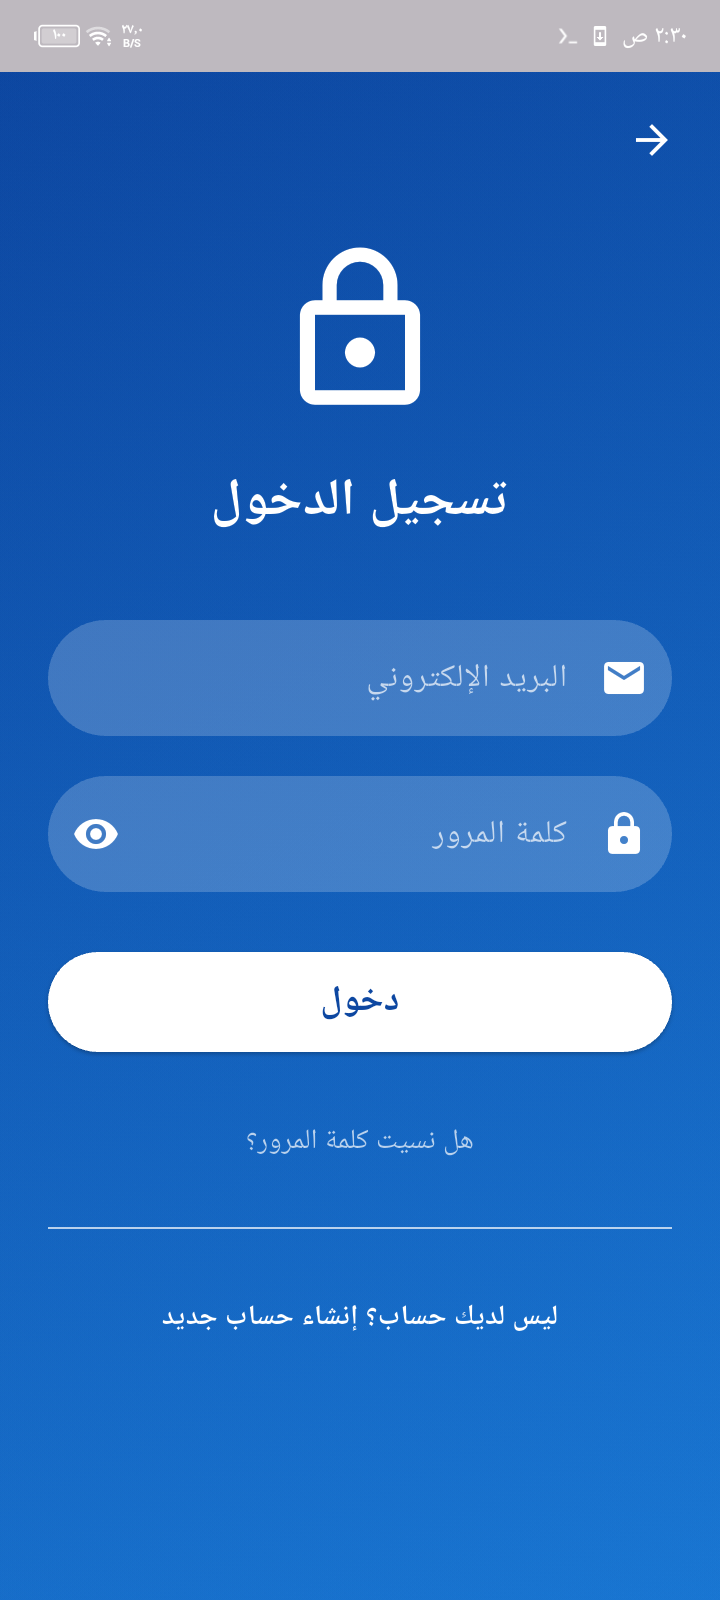 ٢:٣٠ ص
٣٧,٠ B/S
١٠٠
تسجيل الدخول
البريد الإلكتروني
كلمة المرور
دخول
هل نسيت كلمة المرور؟
ليس لديك حساب؟ إنشاء حساب جديد